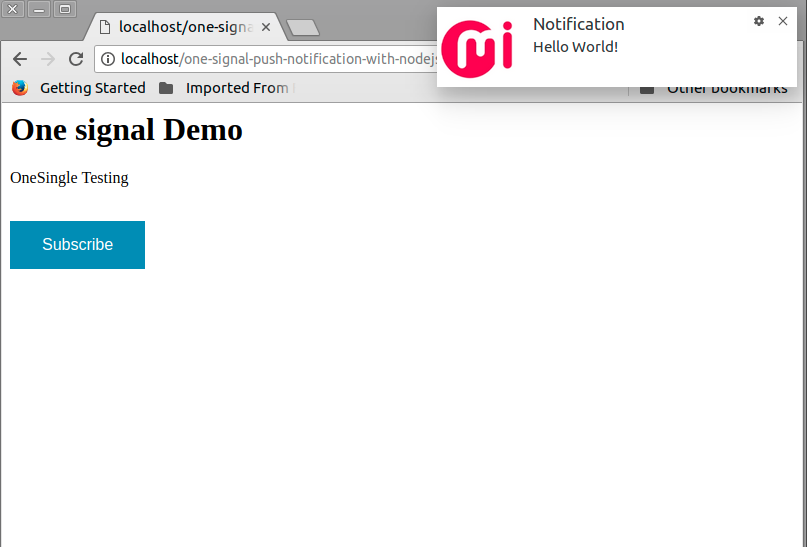 localhost/one-signa
Notification
Hello World!
localhost/one-signal-push-notification-with-nodejs
Getting Started
Imported From
Other bookmarks
One signal Demo
OneSingle Testing
Subscribe